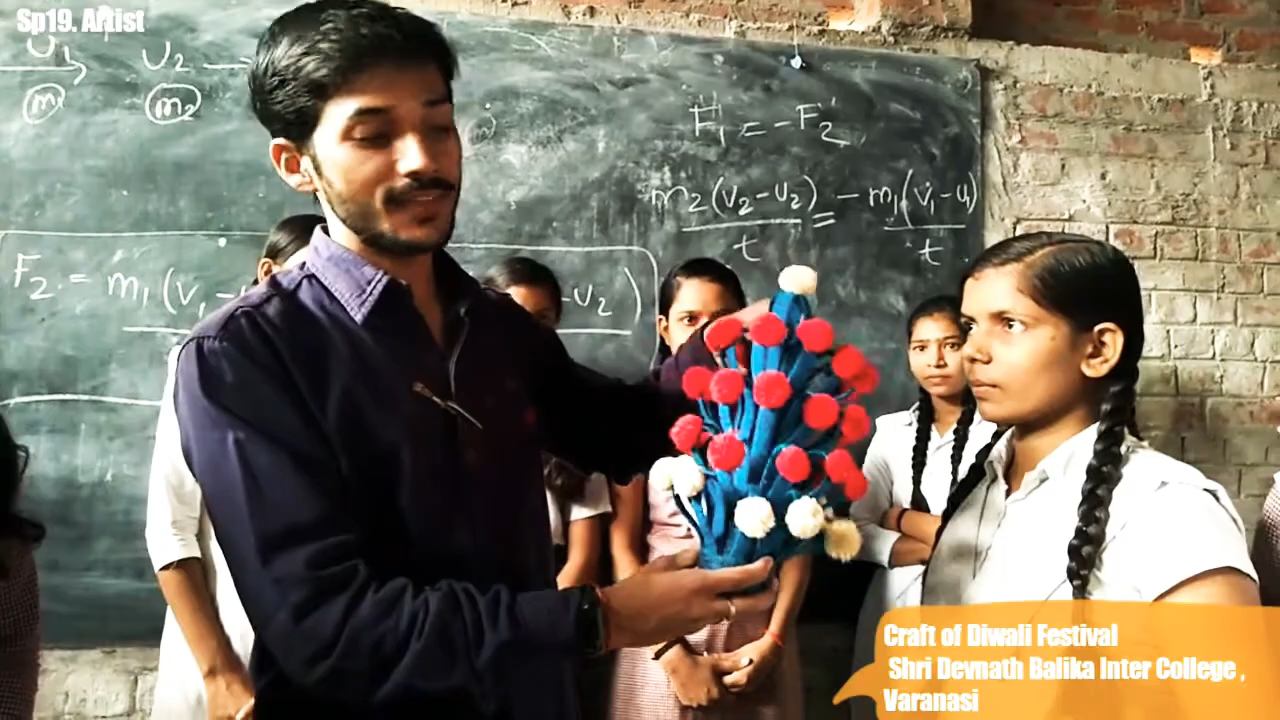 Sp19. Artist
U1 U2
m m2
F1 = -F2
m2(v2-u2) = - m1(v1-u1)
t t
F2 = m1(v1- -u2)
Craft of Diwali Festival
Shri Devnath Balika Inter College ,
Varanasi